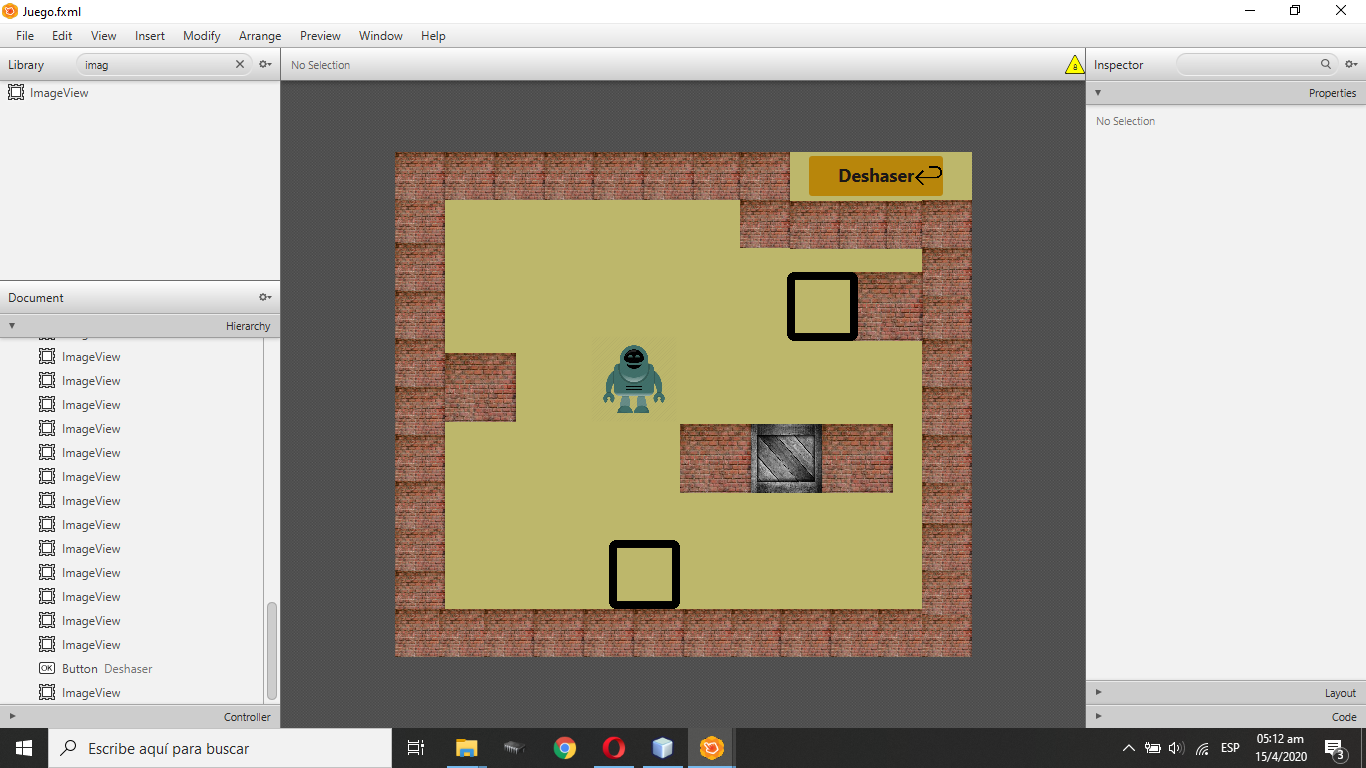 Juego.fxml
File Edit View Insert Modify Arrange Preview Window Help
Library
imag
No Selection
8
Inspector
ImageView
Properties
No Selection
Deshaser
Document
Hierarchy
ImageView
ImageView
ImageView
ImageView
ImageView
ImageView
ImageView
ImageView
ImageView
ImageView
ImageView
ImageView
ImageView
OK Button Deshaser
ImageView
Controller
Layout
Code
Escribe aquí para buscar
ESP
05:12 am
15/4/2020
3